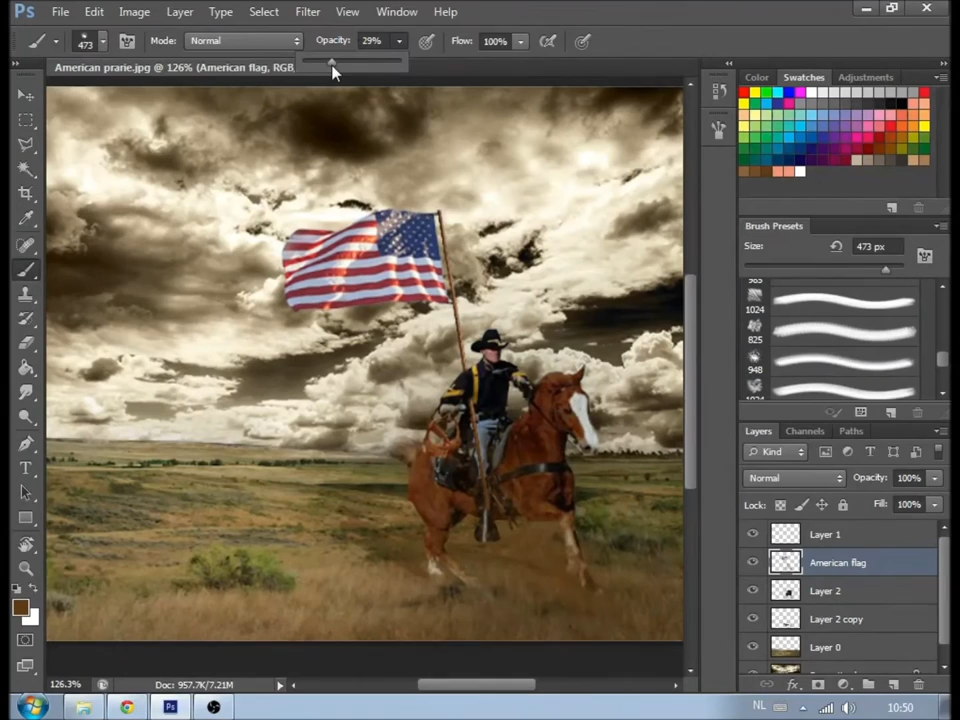 Ps File Edit Image Layer Type Select Filter View Window Help
473 Mode: Normal Opacity: 29% Flow: 100%
American prarie.jpg @ 126% (American flag, RGB
Color Swatches Adjustments
Brush Presets
Size: 473 px
1024
825
948
Layers Channels Paths
Kind
Normal Opacity: 100%
Lock: Fill: 100%
Layer 1
American flag
Layer 2
Layer 2 copy
Layer 0
126.3% Doc: 957.7K/7.21M
Ps NL 10:50